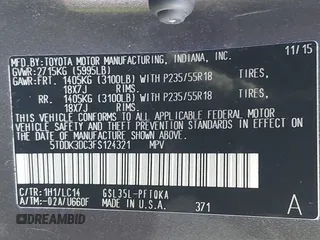 MFD. BY:
TOYOTA MOTOR MANUFACTURING, INDIANA, INC.
11/15
GVWR: 2715KG (5995LB)
GAWR: FRT. 1405KG (3100LB) WITH P235/55R18 TIRES,
18X7J RIMS.
RR. 1405KG (3100LB) WITH P235/55R18 TIRES,
18X7J RIMS.
THIS VEHICLE CONFORMS TO ALL APPLICABLE FEDERAL
MOTOR VEHICLE SAFETY AND THEFT PREVENTION STANDARDS
IN EFFECT ON THE DATE OF MANUFACTURE SHOWN ABOVE.
5TDDK3DC3FS124321 MPV
C/TR: 1H1/LC14 GSL35L-PFTQKA
A/TM: -02A/U660F MADE IN U.S.A. 371 A
© DREAMBID